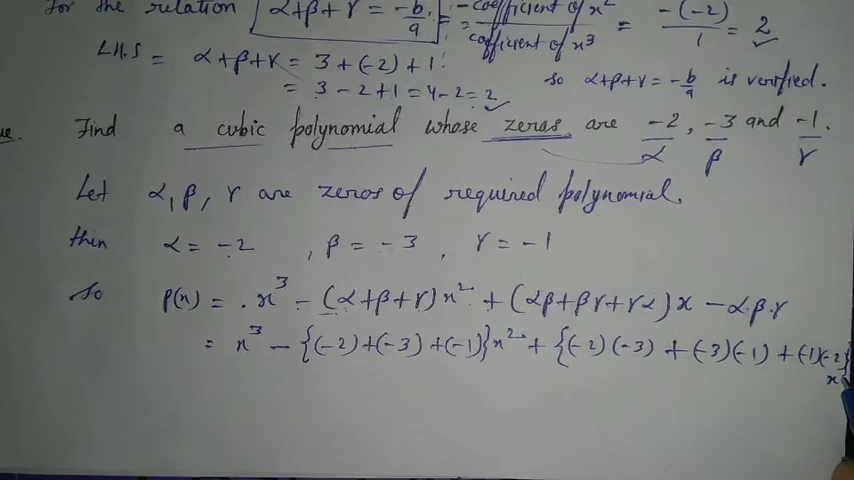 for the relation α+β+γ = -b/a = -coefficient of x² / cofficient of x³ = -(-2)/1 = 2 ✓
L.H.S = α+β+γ = 3+(-2)+1
= 3-2+1 = 4-2 = 2 ✓ so α+β+γ = -b/a is verified.
ue. Find a cubic polynomial whose zeros are -2, -3 and -1.
α β γ
Let α, β, γ are zeros of required polynomial.
then α = -2, β = -3, γ = -1
So p(x) = x³ - (α+β+γ)x² + (αβ+βγ+γα)x - α.β.γ
= x³ - {(-2)+(-3)+(-1)}x² + {(-2)(-3) + (-3)(-1) + (-1)(-2)}
x